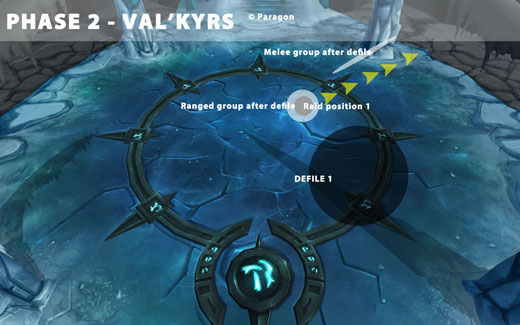 PHASE 2 - VAL'KYRS
© Paragon
Melee group after defile
Ranged group after defile
Raid position 1
DEFILE 1